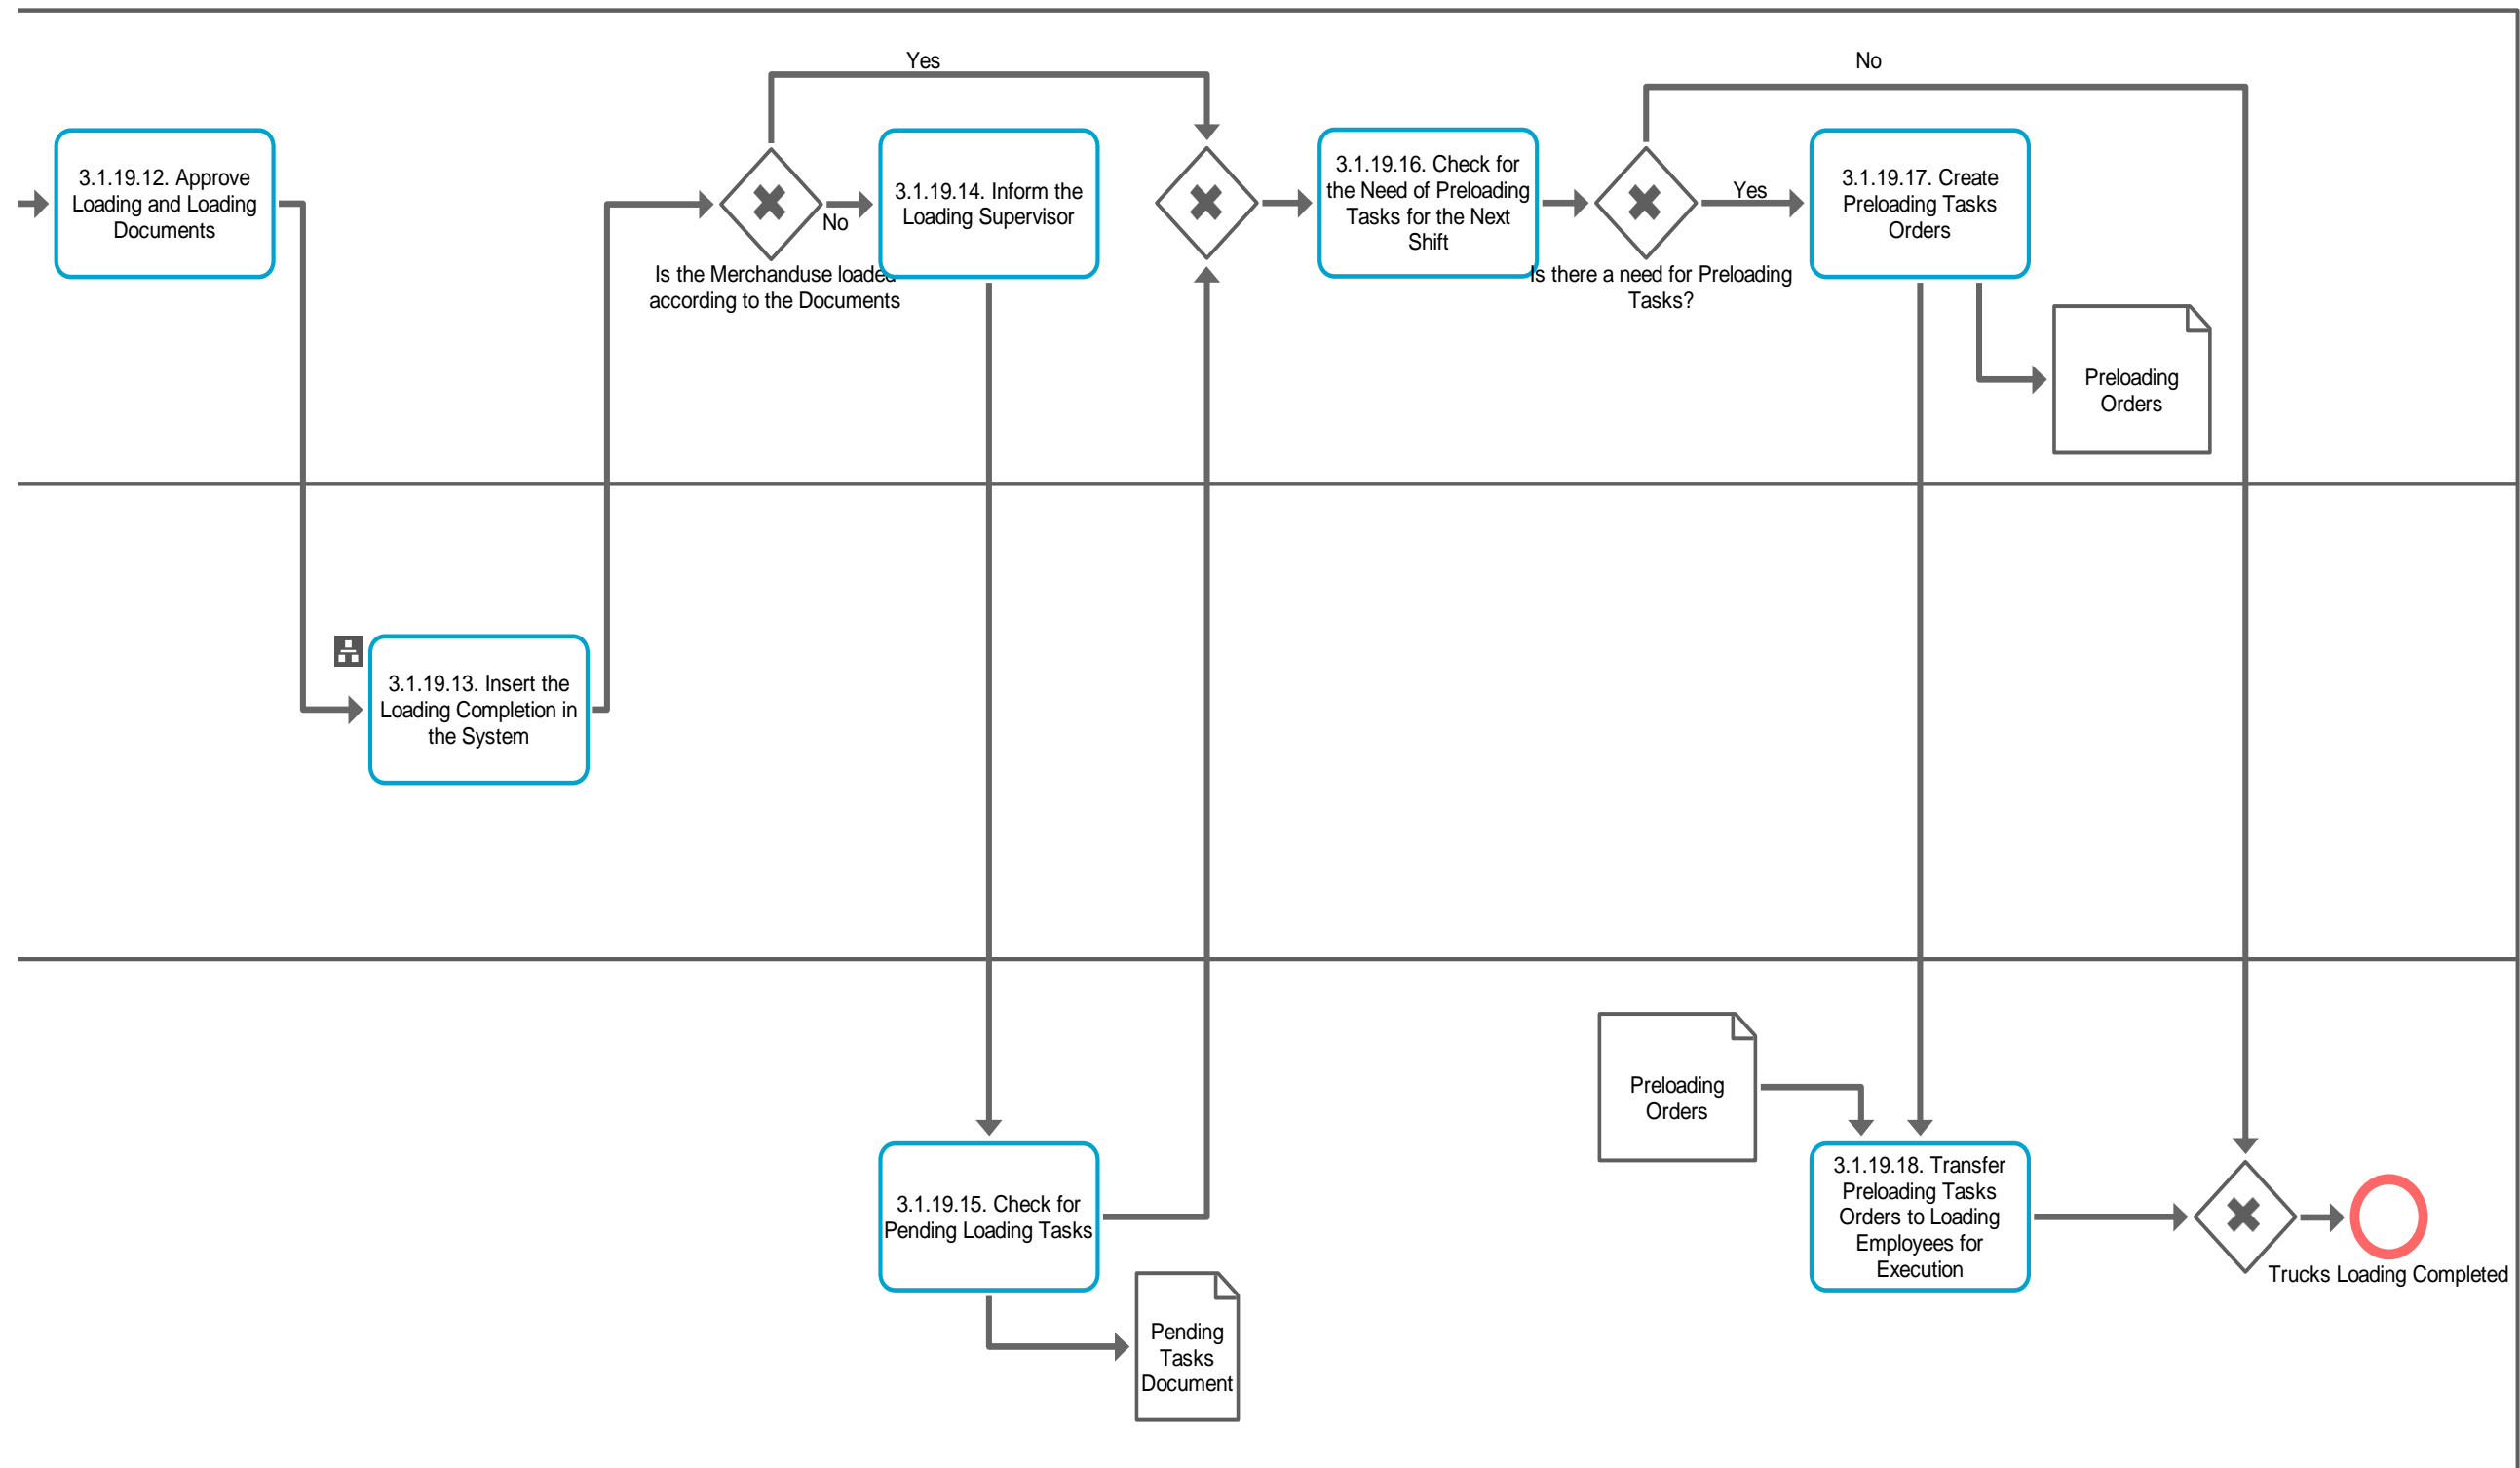 Yes
No
3.1.19.12. Approve
Loading and Loading
Documents
No
3.1.19.14. Inform the
Loading Supervisor
Is the Merchanduse loaded
according to the Documents
3.1.19.16. Check for
the Need of Preloading
Tasks for the Next
Shift
Yes
Is there a need for Preloading
Tasks?
3.1.19.17. Create
Preloading Tasks
Orders
Preloading
Orders
3.1.19.13. Insert the
Loading Completion in
the System
Preloading
Orders
3.1.19.15. Check for
Pending Loading Tasks
3.1.19.18. Transfer
Preloading Tasks
Orders to Loading
Employees for
Execution
Trucks Loading Completed
Pending
Tasks
Document